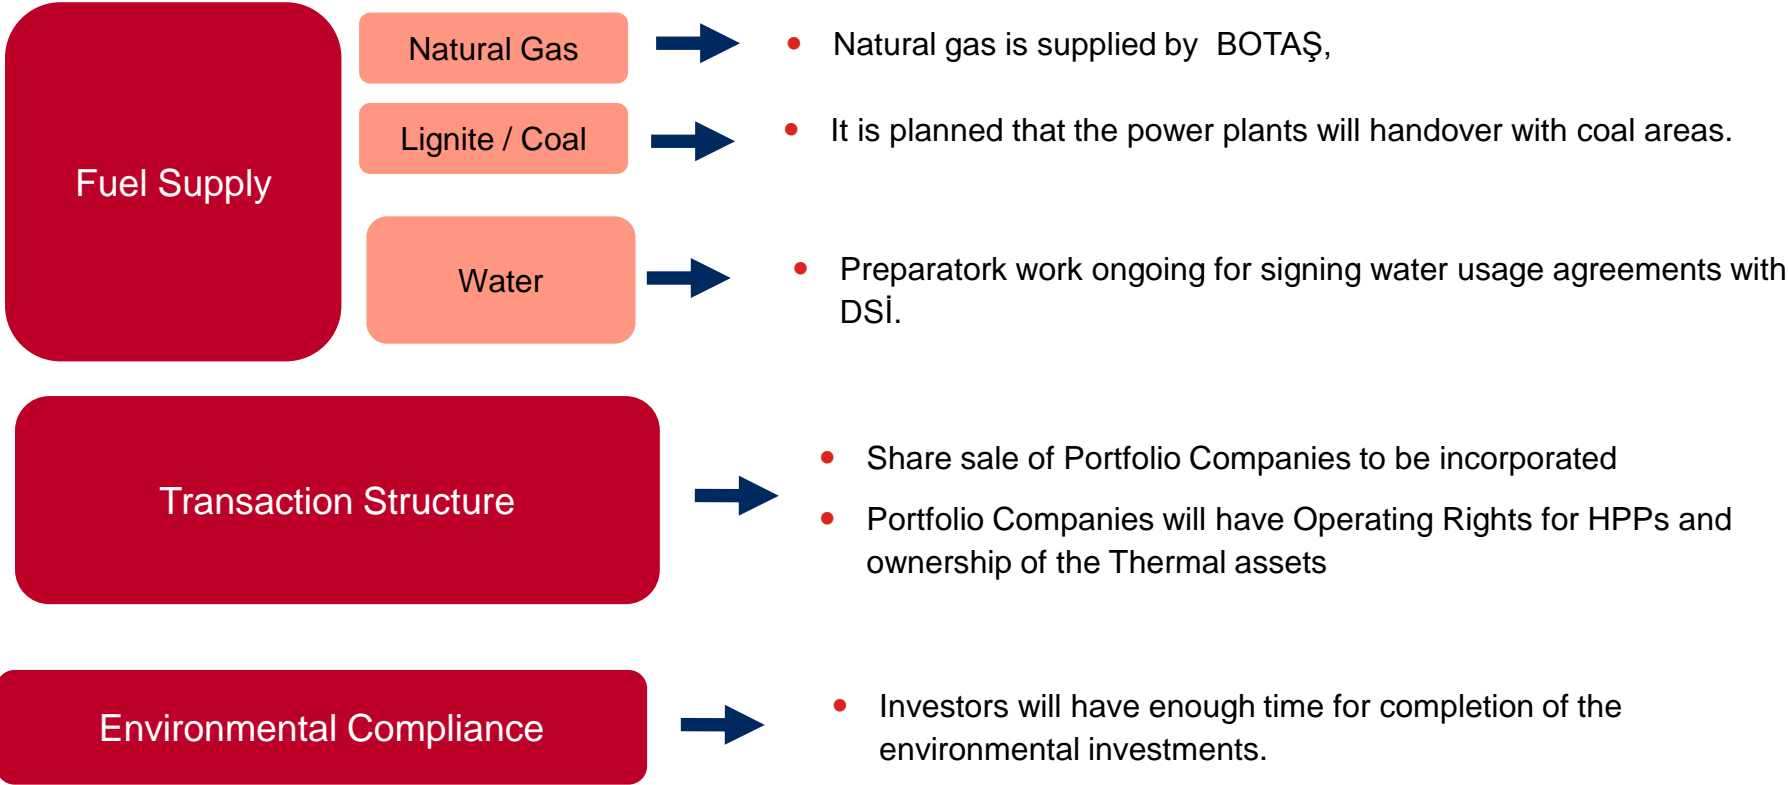 Fuel Supply
Natural Gas
Natural gas is supplied by BOTAŞ,
Lignite / Coal
It is planned that the power plants will handover with coal areas.
Water
Preparatork work ongoing for signing water usage agreements with
DSİ.
Transaction Structure
Share sale of Portfolio Companies to be incorporated
Portfolio Companies will have Operating Rights for HPPs and
ownership of the Thermal assets
Environmental Compliance
Investors will have enough time for completion of the
environmental investments.